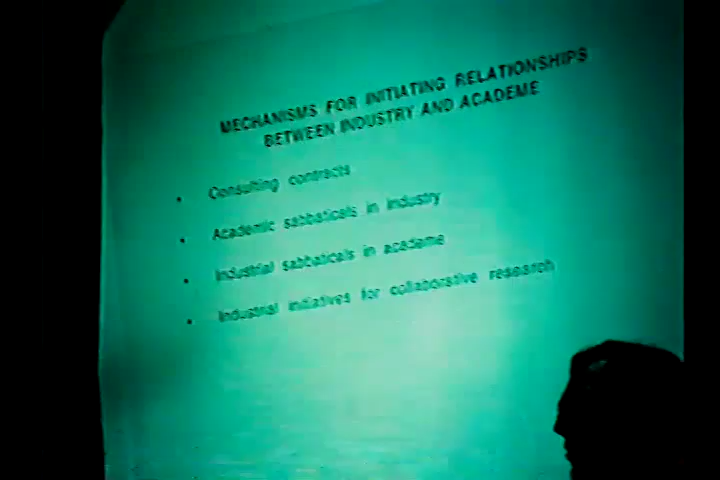 MECHANISMS FOR INITIATING RELATIONSHIPS
BETWEEN INDUSTRY AND ACADEME
• Consulting contracts
• Academic sabbaticals in industry
• Industrial sabbaticals in academe
• Industrial initiatives for collaborative research